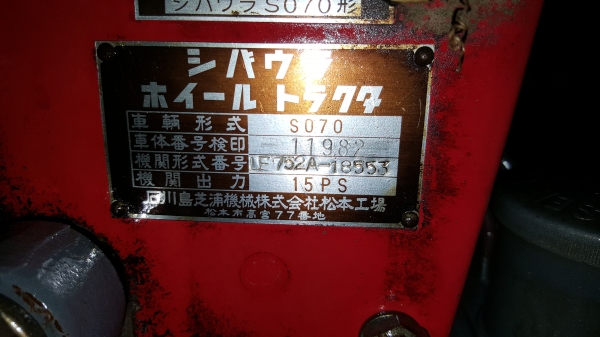 シバウラS070形
シバウラ
ホイールトラクタ
車輌形式 S070
車体番号検印 11982
機関形式番号 LE752A-18553
機関出力 15PS
石川島芝浦機械株式会社松本工場
松本市高宮77番地